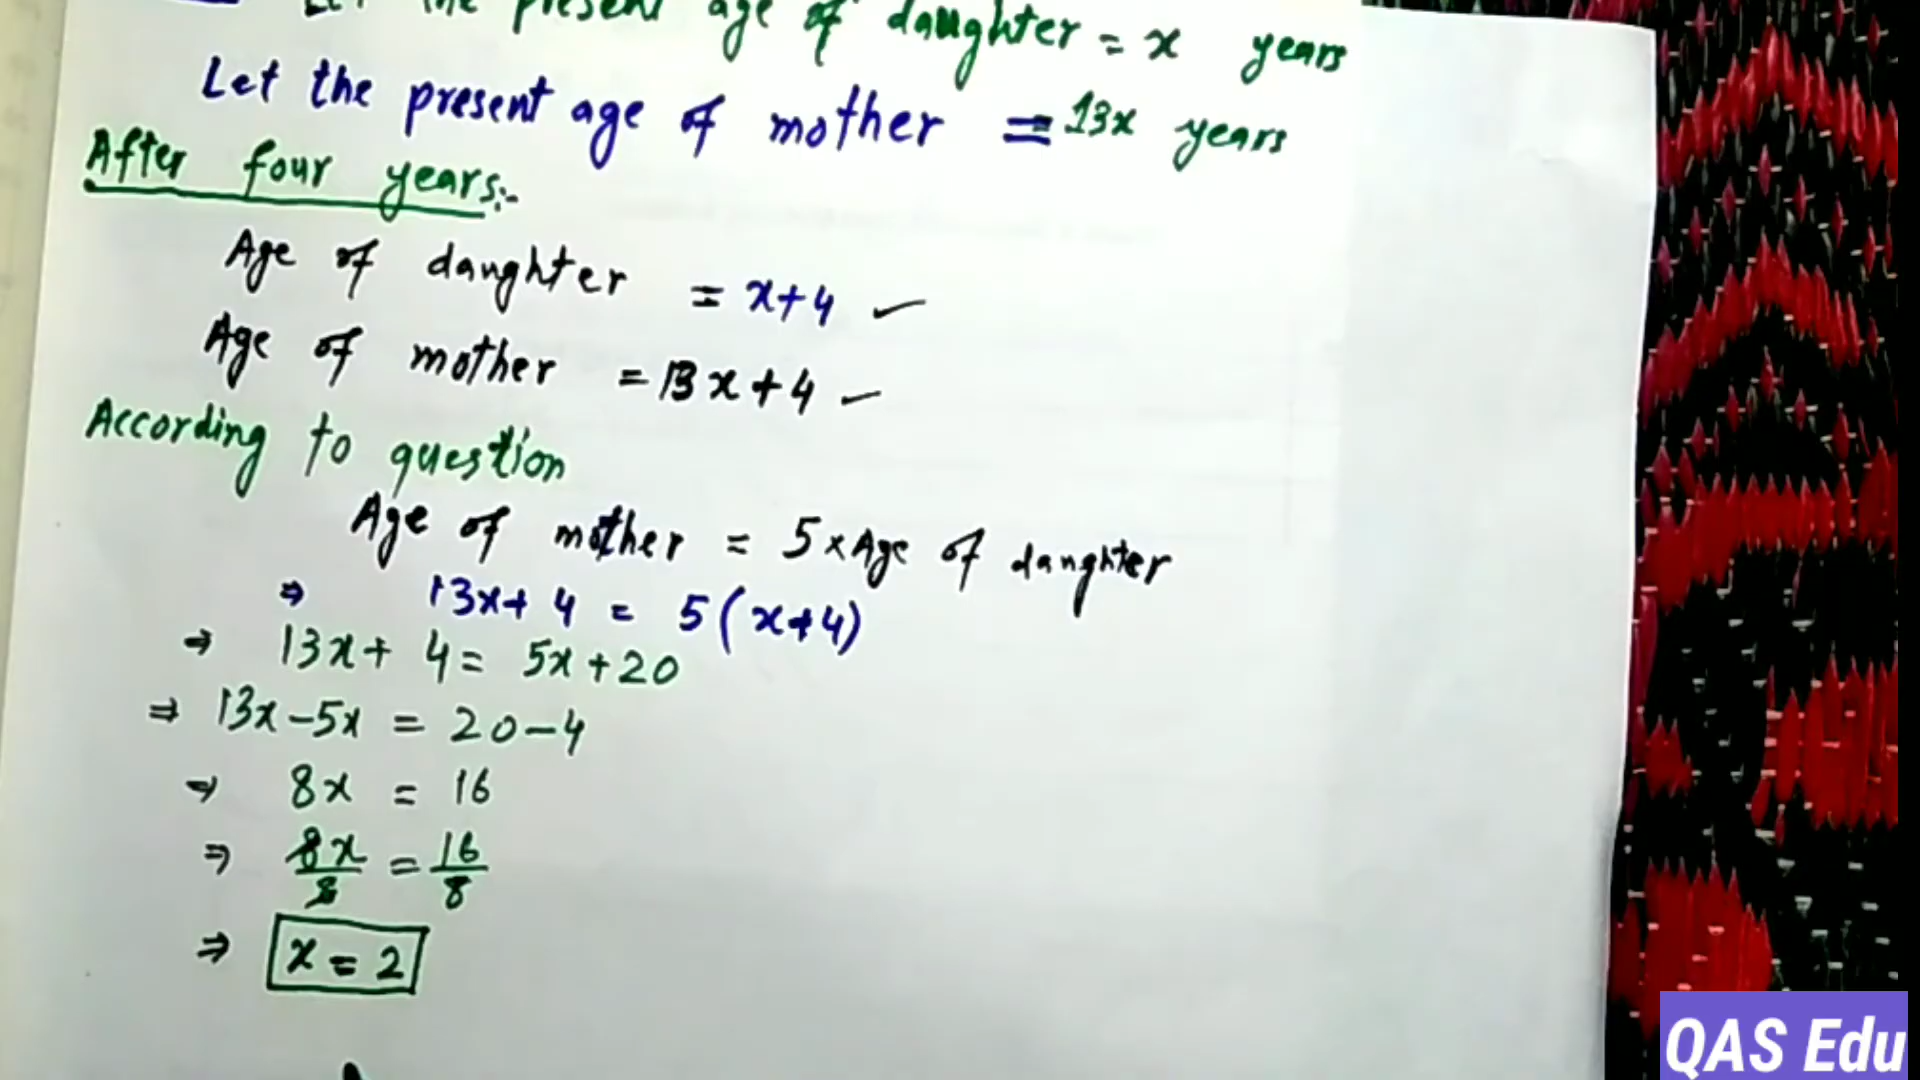 Let the present age of daughter = x years
Let the present age of mother = 13x years
After four years:-
Age of daughter = x+4
Age of mother = 13x+4
According to question
Age of mother = 5×Age of daughter
⇒ 13x+ 4 = 5(x+4)
⇒ 13x+ 4 = 5x+20
⇒ 13x-5x = 20-4
⇒ 8x = 16
⇒ 8x/8 = 16/8
⇒ x = 2
QAS Edu